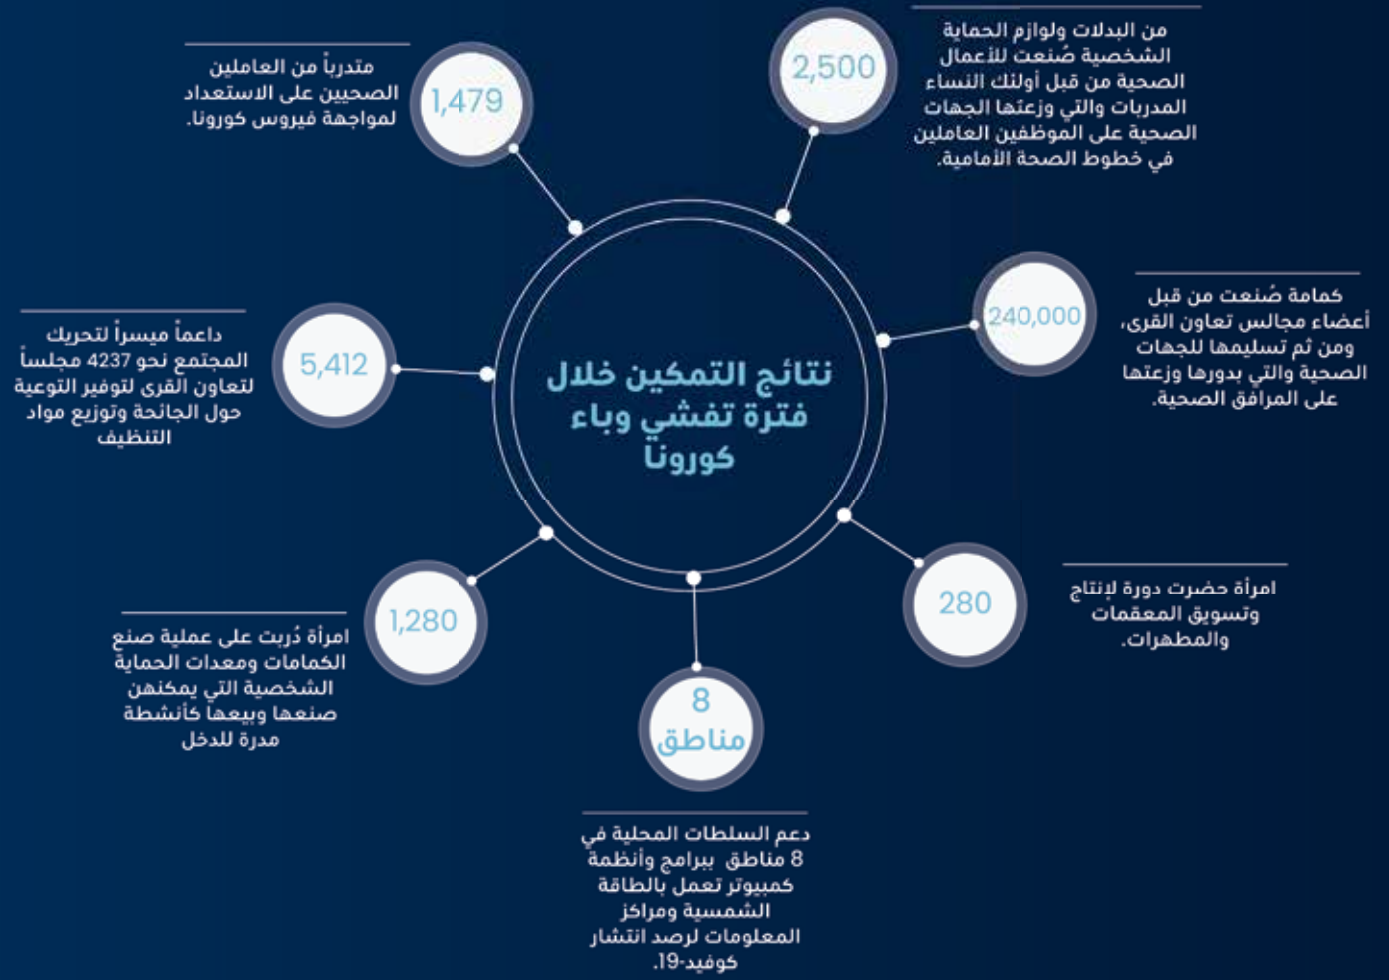 نتائج التمكين خلال
فترة تفشي وباء
كورونا
2,500
من البدلات ولوازم الحماية
الشخصية صُنعت للأعمال
الصحية من قبل أولئك النساء
المدربات والتي وزعتها الجهات
الصحية على الموظفين العاملين
في خطوط الصحة الأمامية.
240,000
كمامة صُنعت من قبل
أعضاء مجالس تعاون القرى،
ومن ثم تسليمها للجهات
الصحية والتي بدورها وزعتها
على المرافق الصحية.
280
امرأة حضرت دورة لإنتاج
وتسويق المعقمات
والمطهرات.
8
مناطق
دعم السلطات المحلية في
8 مناطق ببرامج وأنظمة
كمبيوتر تعمل بالطاقة
الشمسية ومراكز
المعلومات لرصد انتشار
كوفيد-19.
1,280
امرأة دُربت على عملية صنع
الكمامات ومعدات الحماية
الشخصية التي يمكنهن
صنعها وبيعها كأنشطة
مدرة للدخل
5,412
داعماً ميسراً لتحريك
المجتمع نحو 4237 مجلساً
لتعاون القرى لتوفير التوعية
حول الجائحة وتوزيع مواد
التنظيف
1,479
متدرباً من العاملين
الصحيين على الاستعداد
لمواجهة فيروس كورونا.